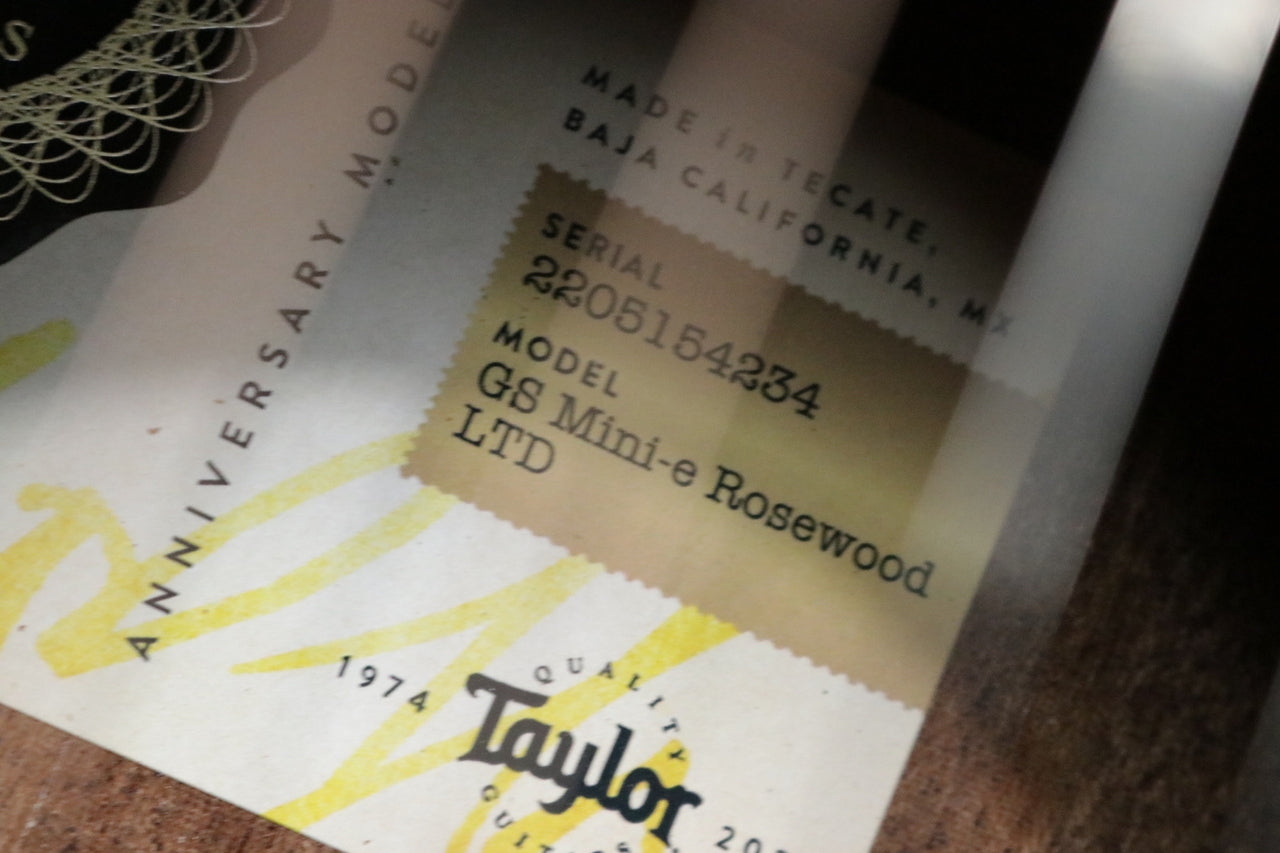 ANNIVERSARY MODEL
MADE in TECATE,
BAJA CALIFORNIA, MX
SERIAL
2205154234
MODEL
GS Mini-e Rosewood
LTD
1974
QUALITY
Taylor